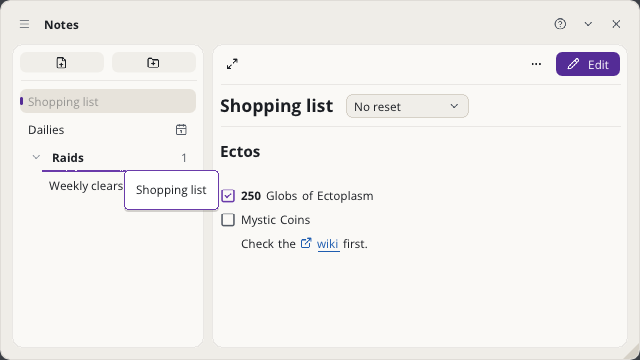 Notes
Shopping list
Dailies
Raids 1
Weekly clears
Shopping list
Edit
Shopping list
No reset
Ectos
250 Globs of Ectoplasm
Mystic Coins
Check the wiki first.